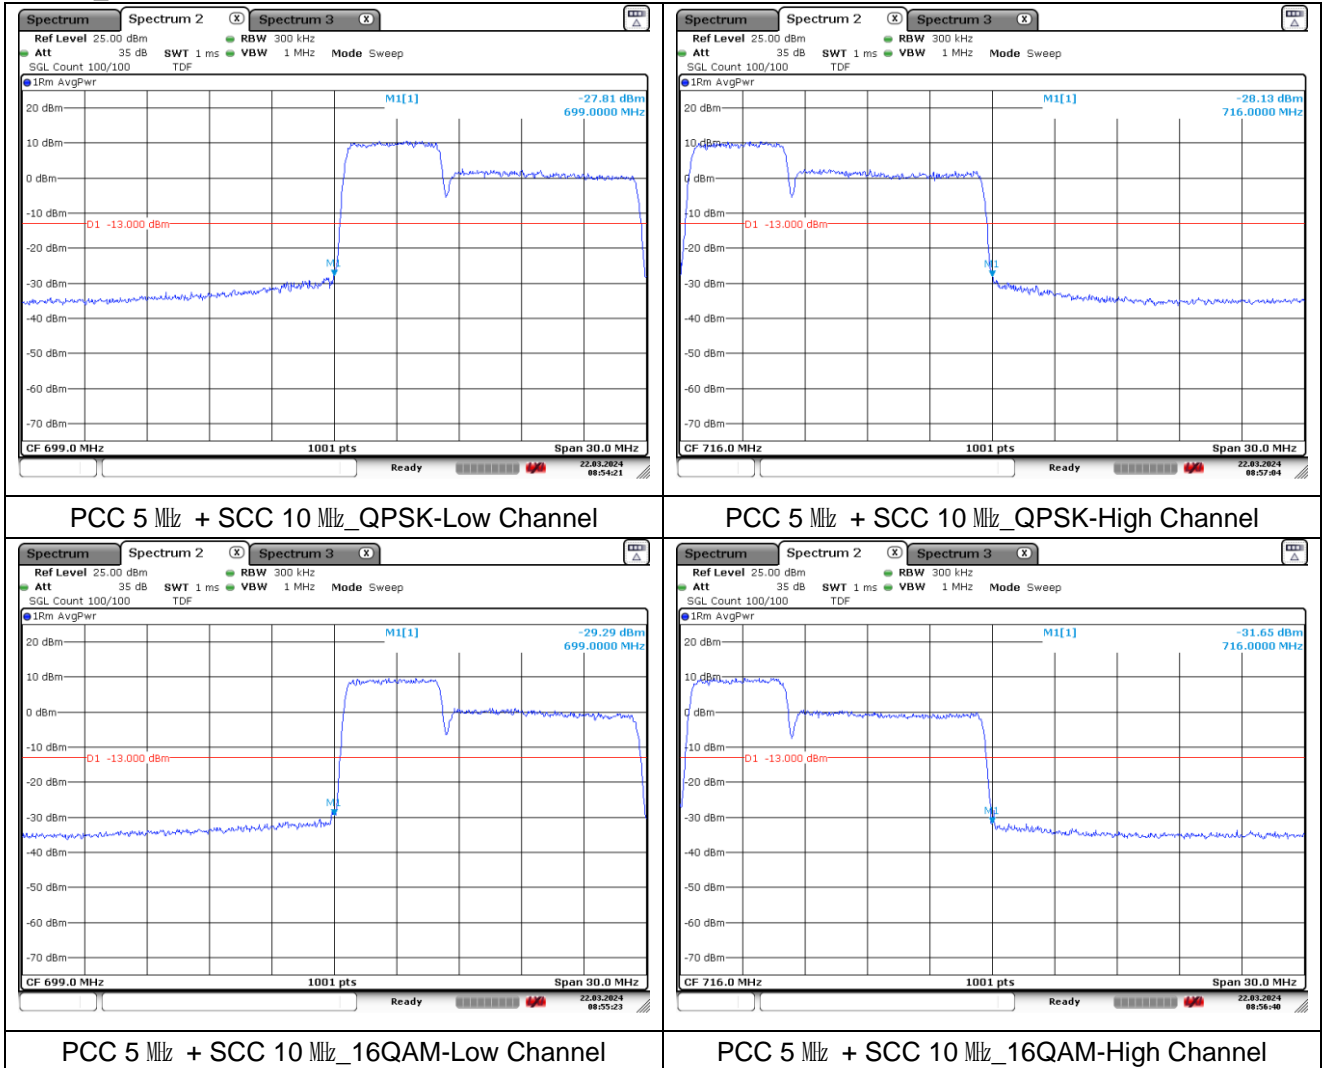 Spectrum Spectrum 2 X Spectrum 3 X
Ref Level 25.00 dBm RBW 300 kHz
Att 35 dB SWT 1 ms VBW 1 MHz Mode Sweep
SGL Count 100/100 TDF
1Rm AvgPwr
M1[1] -27.81 dBm
699.0000 MHz
20 dBm
10 dBm
0 dBm
-10 dBm
D1 -13.000 dBm
-20 dBm
M1
-30 dBm
-40 dBm
-50 dBm
-60 dBm
-70 dBm
CF 699.0 MHz 1001 pts Span 30.0 MHz
Ready 22.03.2024
08:54:21
PCC 5 ㎒ + SCC 10 ㎒_QPSK-Low Channel
Spectrum Spectrum 2 X Spectrum 3 X
Ref Level 25.00 dBm RBW 300 kHz
Att 35 dB SWT 1 ms VBW 1 MHz Mode Sweep
SGL Count 100/100 TDF
1Rm AvgPwr
M1[1] -28.13 dBm
716.0000 MHz
20 dBm
10 dBm
0 dBm
-10 dBm
D1 -13.000 dBm
-20 dBm
M1
-30 dBm
-40 dBm
-50 dBm
-60 dBm
-70 dBm
CF 716.0 MHz 1001 pts Span 30.0 MHz
Ready 22.03.2024
08:57:04
PCC 5 ㎒ + SCC 10 ㎒_QPSK-High Channel
Spectrum Spectrum 2 X Spectrum 3 X
Ref Level 25.00 dBm RBW 300 kHz
Att 35 dB SWT 1 ms VBW 1 MHz Mode Sweep
SGL Count 100/100 TDF
1Rm AvgPwr
M1[1] -29.29 dBm
699.0000 MHz
20 dBm
10 dBm
0 dBm
-10 dBm
D1 -13.000 dBm
-20 dBm
M1
-30 dBm
-40 dBm
-50 dBm
-60 dBm
-70 dBm
CF 699.0 MHz 1001 pts Span 30.0 MHz
Ready 22.03.2024
08:55:23
PCC 5 ㎒ + SCC 10 ㎒_16QAM-Low Channel
Spectrum Spectrum 2 X Spectrum 3 X
Ref Level 25.00 dBm RBW 300 kHz
Att 35 dB SWT 1 ms VBW 1 MHz Mode Sweep
SGL Count 100/100 TDF
1Rm AvgPwr
M1[1] -31.65 dBm
716.0000 MHz
20 dBm
10 dBm
0 dBm
-10 dBm
D1 -13.000 dBm
-20 dBm
M1
-30 dBm
-40 dBm
-50 dBm
-60 dBm
-70 dBm
CF 716.0 MHz 1001 pts Span 30.0 MHz
Ready 22.03.2024
08:56:40
PCC 5 ㎒ + SCC 10 ㎒_16QAM-High Channel